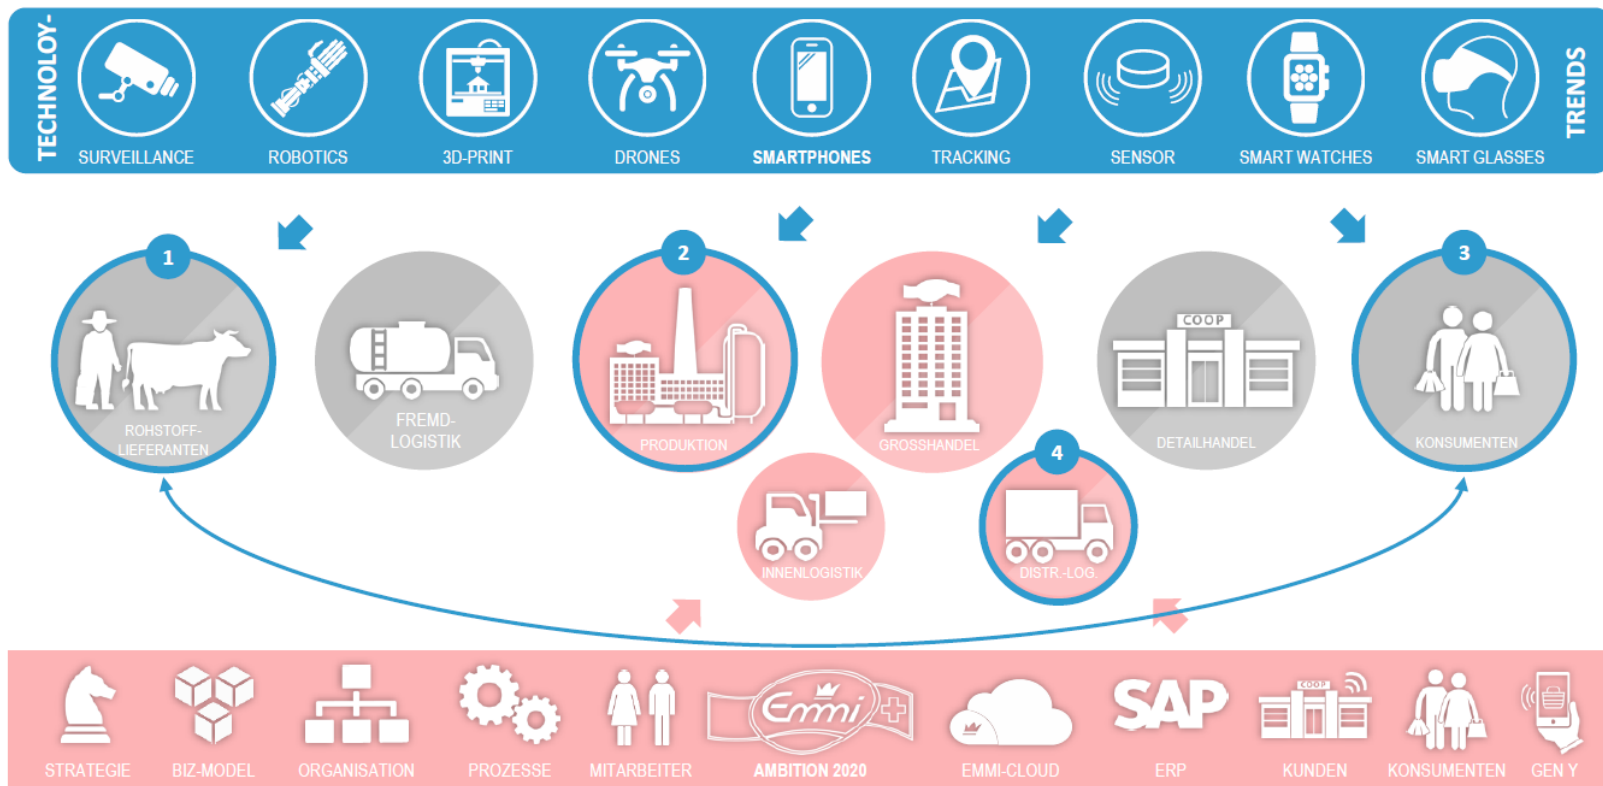 TECHNOLOY-
SURVEILLANCE
ROBOTICS
3D-PRINT
DRONES
SMARTPHONES
TRACKING
SENSOR
SMART WATCHES
SMART GLASSES
TRENDS
1
ROHSTOFF-
LIEFERANTEN
FREMD-
LOGISTIK
2
PRODUKTION
GROSSHANDEL
COOP
DETAILHANDEL
3
KONSUMENTEN
INNENLOGISTIK
4
DISTR.-LOG.
STRATEGIE
BIZ-MODEL
ORGANISATION
PROZESSE
MITARBEITER
Emmi
AMBITION 2020
EMMI-CLOUD
SAP
ERP
COOP
KUNDEN
KONSUMENTEN
GEN Y